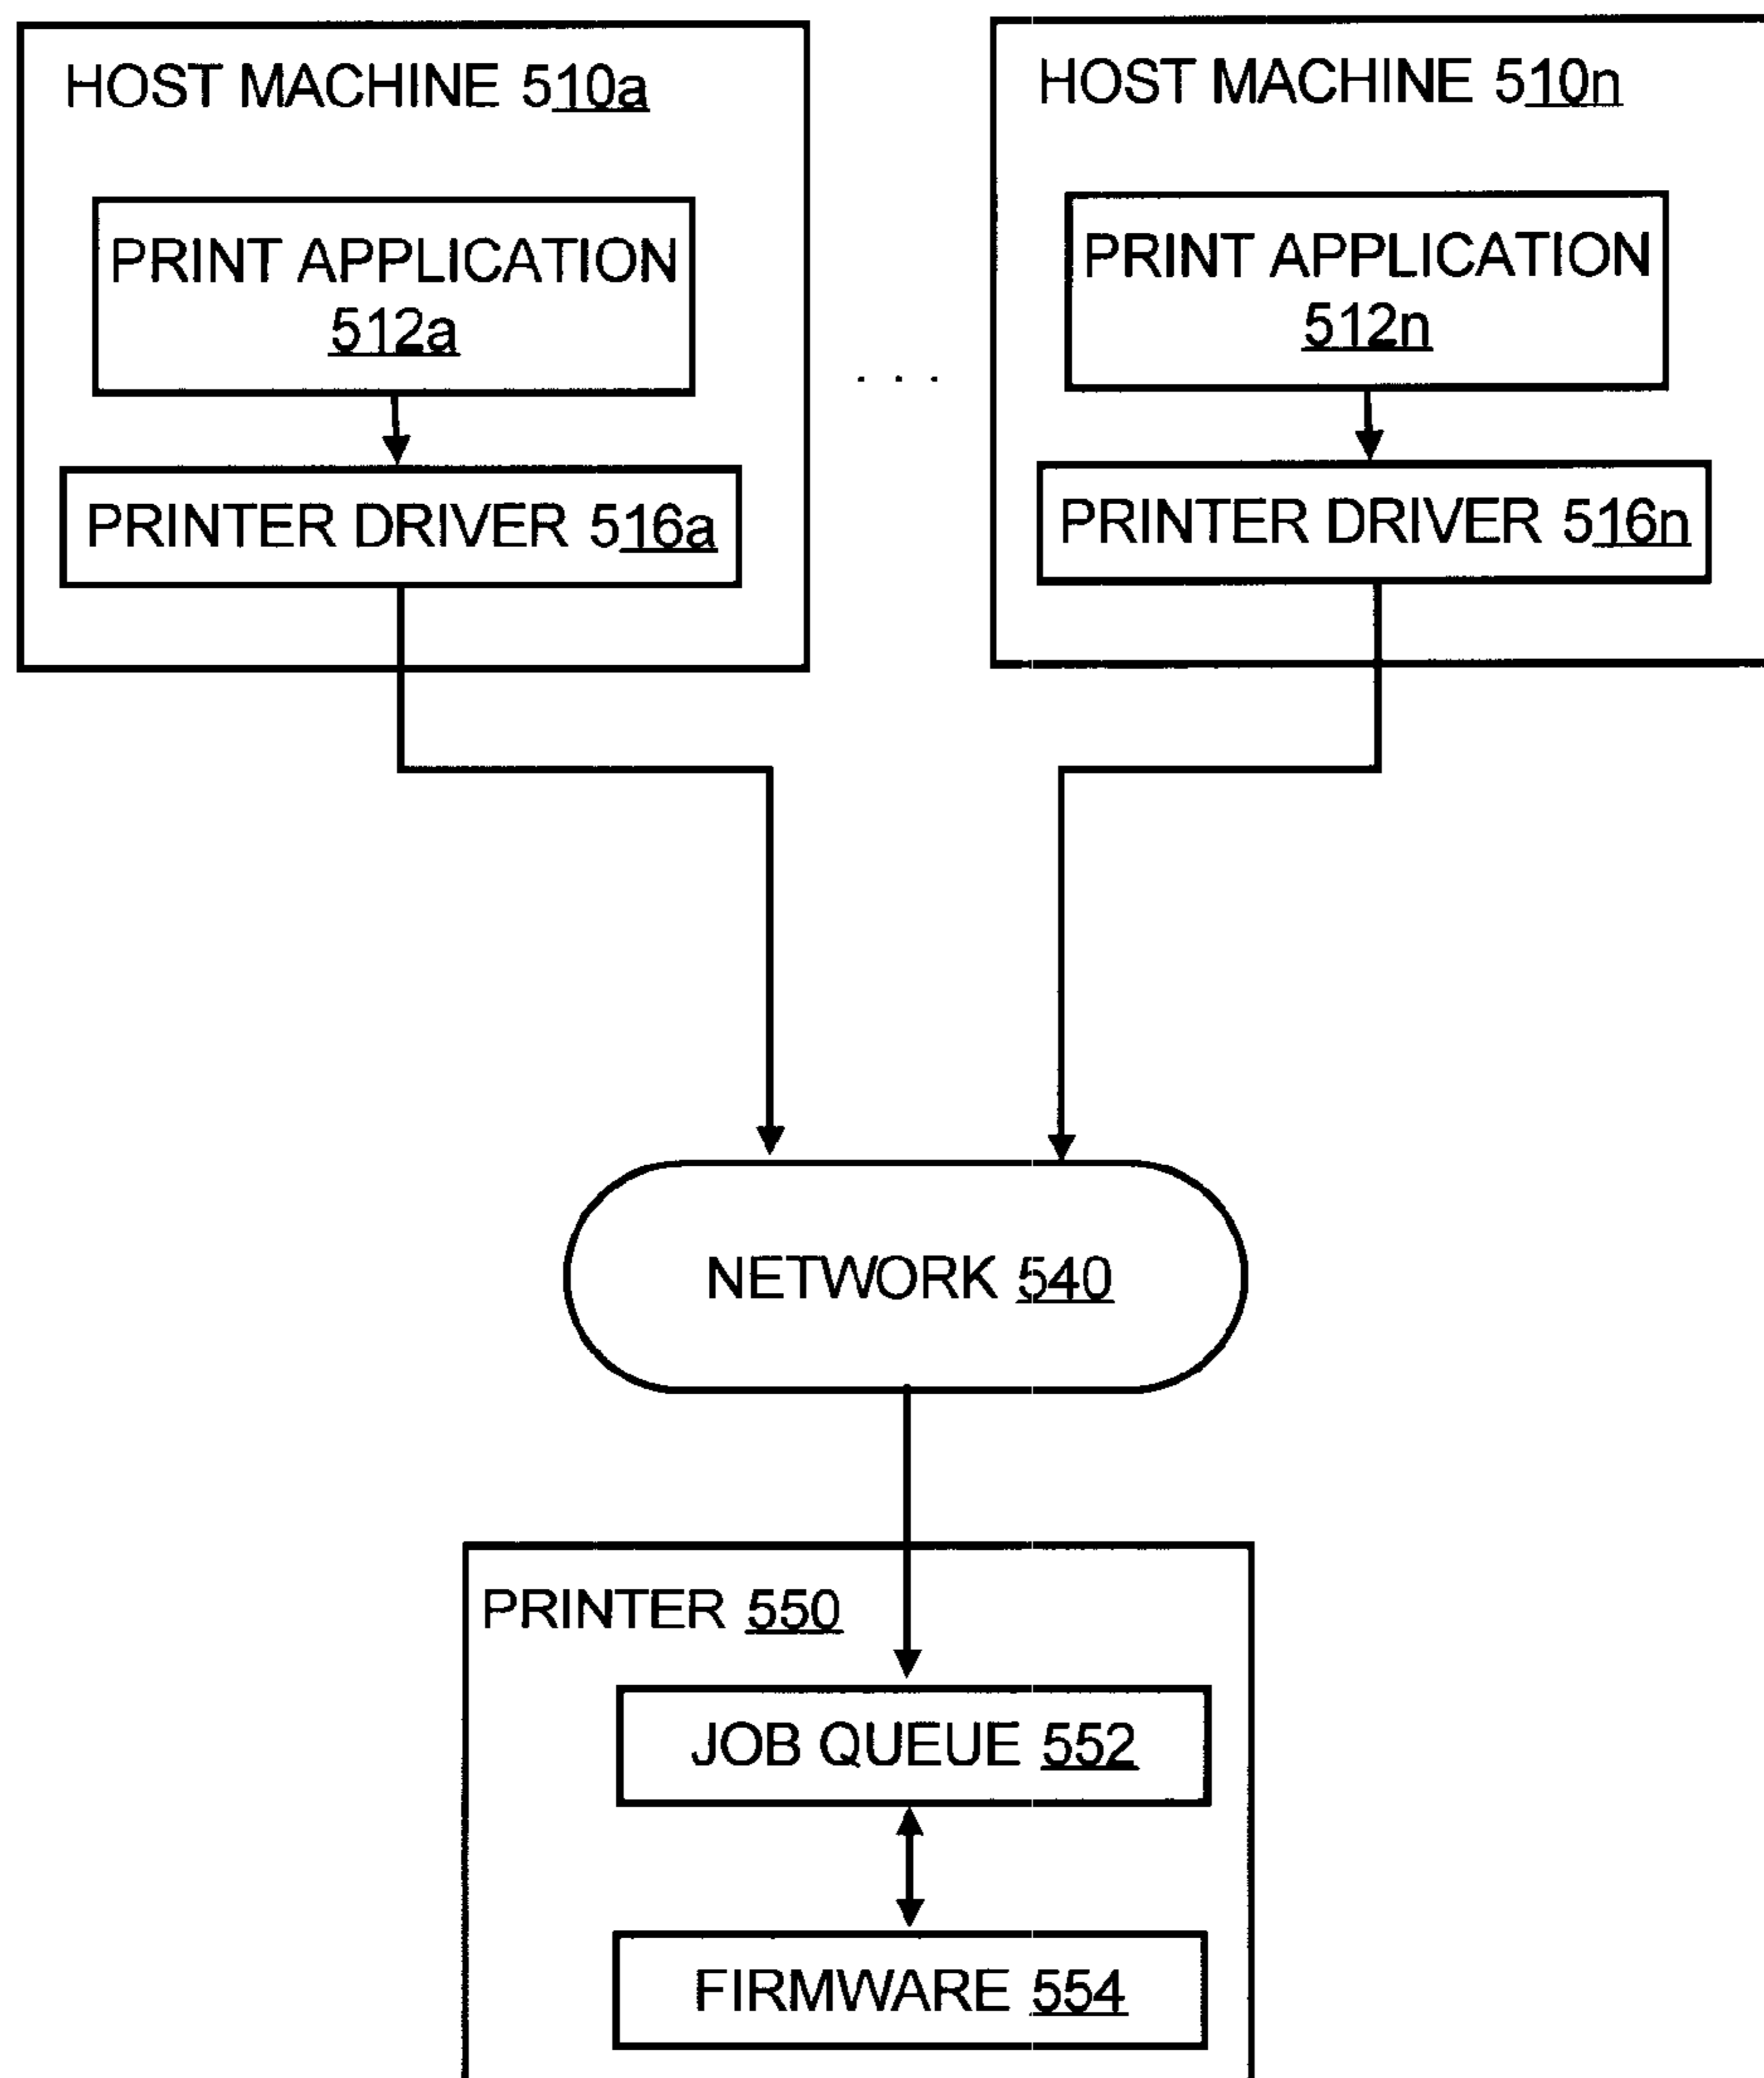 HOST MACHINE 510a
PRINT APPLICATION
512a
PRINTER DRIVER 516a
. . .
HOST MACHINE 510n
PRINT APPLICATION
512n
PRINTER DRIVER 516n
NETWORK 540
PRINTER 550
JOB QUEUE 552
FIRMWARE 554